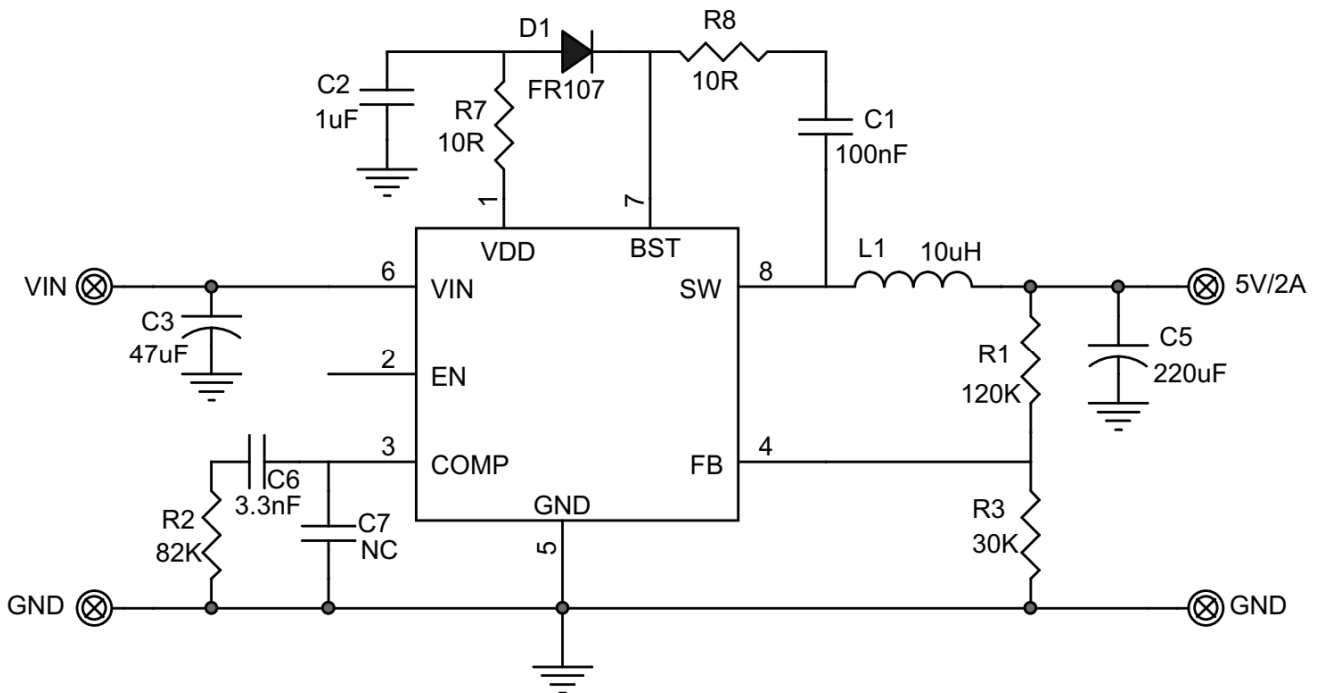 D1
R8
C2
1uF
FR107
10R
R7
10R
C1
100nF
1
7
VDD
BST
L1
10uH
VIN
6
VIN
SW
8
5V/2A
C3
47uF
2
EN
R1
120K
C5
220uF
3
COMP
FB
4
C6
3.3nF
GND
R2
82K
C7
NC
5
R3
30K
GND
GND